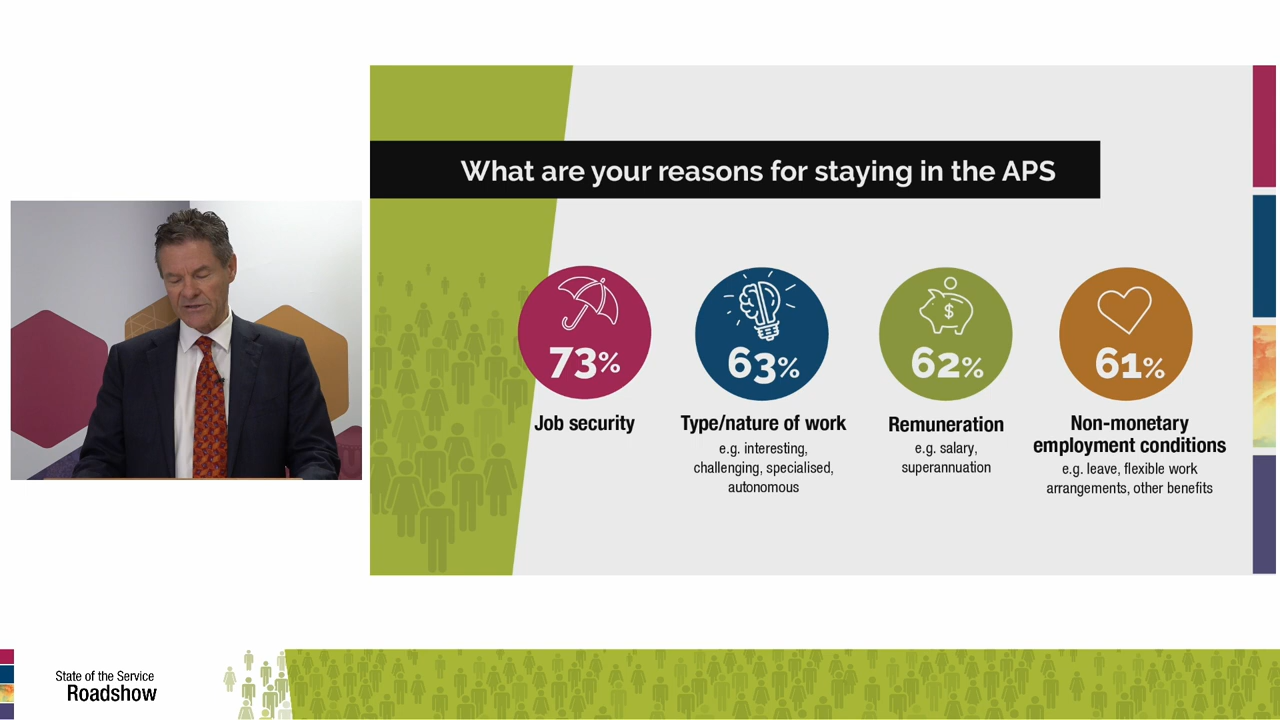 What are your reasons for staying in the APS
73%
Job security
63%
Type/nature of work
e.g. interesting,
challenging, specialised,
autonomous
$
62%
Remuneration
e.g. salary,
superannuation
61%
Non-monetary
employment conditions
e.g. leave, flexible work
arrangements, other benefits
State of the Service
Roadshow